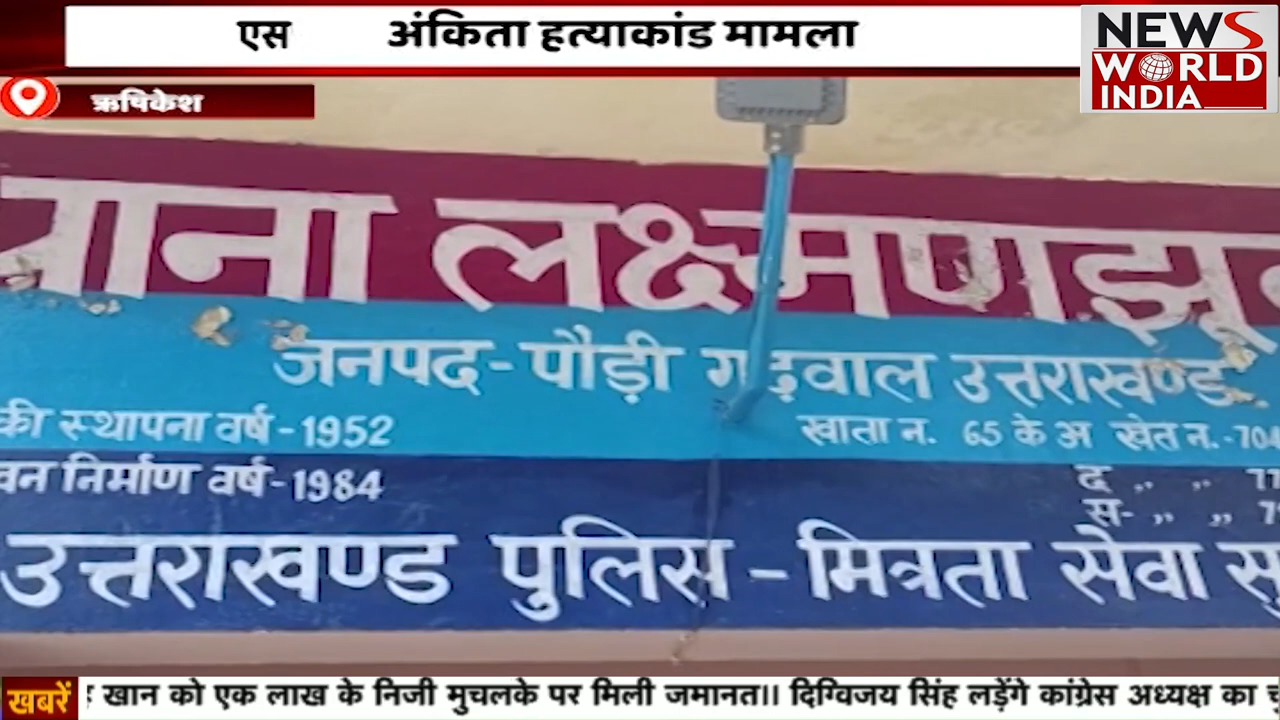 एस अंकिता हत्याकांड मामला
NEWS
WORLD
INDIA
ऋषिकेश
लक्ष्मणझू
जनपद - पौड़ी गढ़वाल उत्तराखण्ड
की स्थापना वर्ष - 1952 खाता न. 65 के अ खेत न. - 704
निर्माण वर्ष - 1984 द ,, ,,
स- ,, ,,
उत्तराखण्ड पुलिस - मित्रता सेवा
खबरें खान को एक लाख के निजी मुचलके पर मिली जमानत।। दिग्विजय सिंह लड़ेंगे कांग्रेस अध्यक्ष का